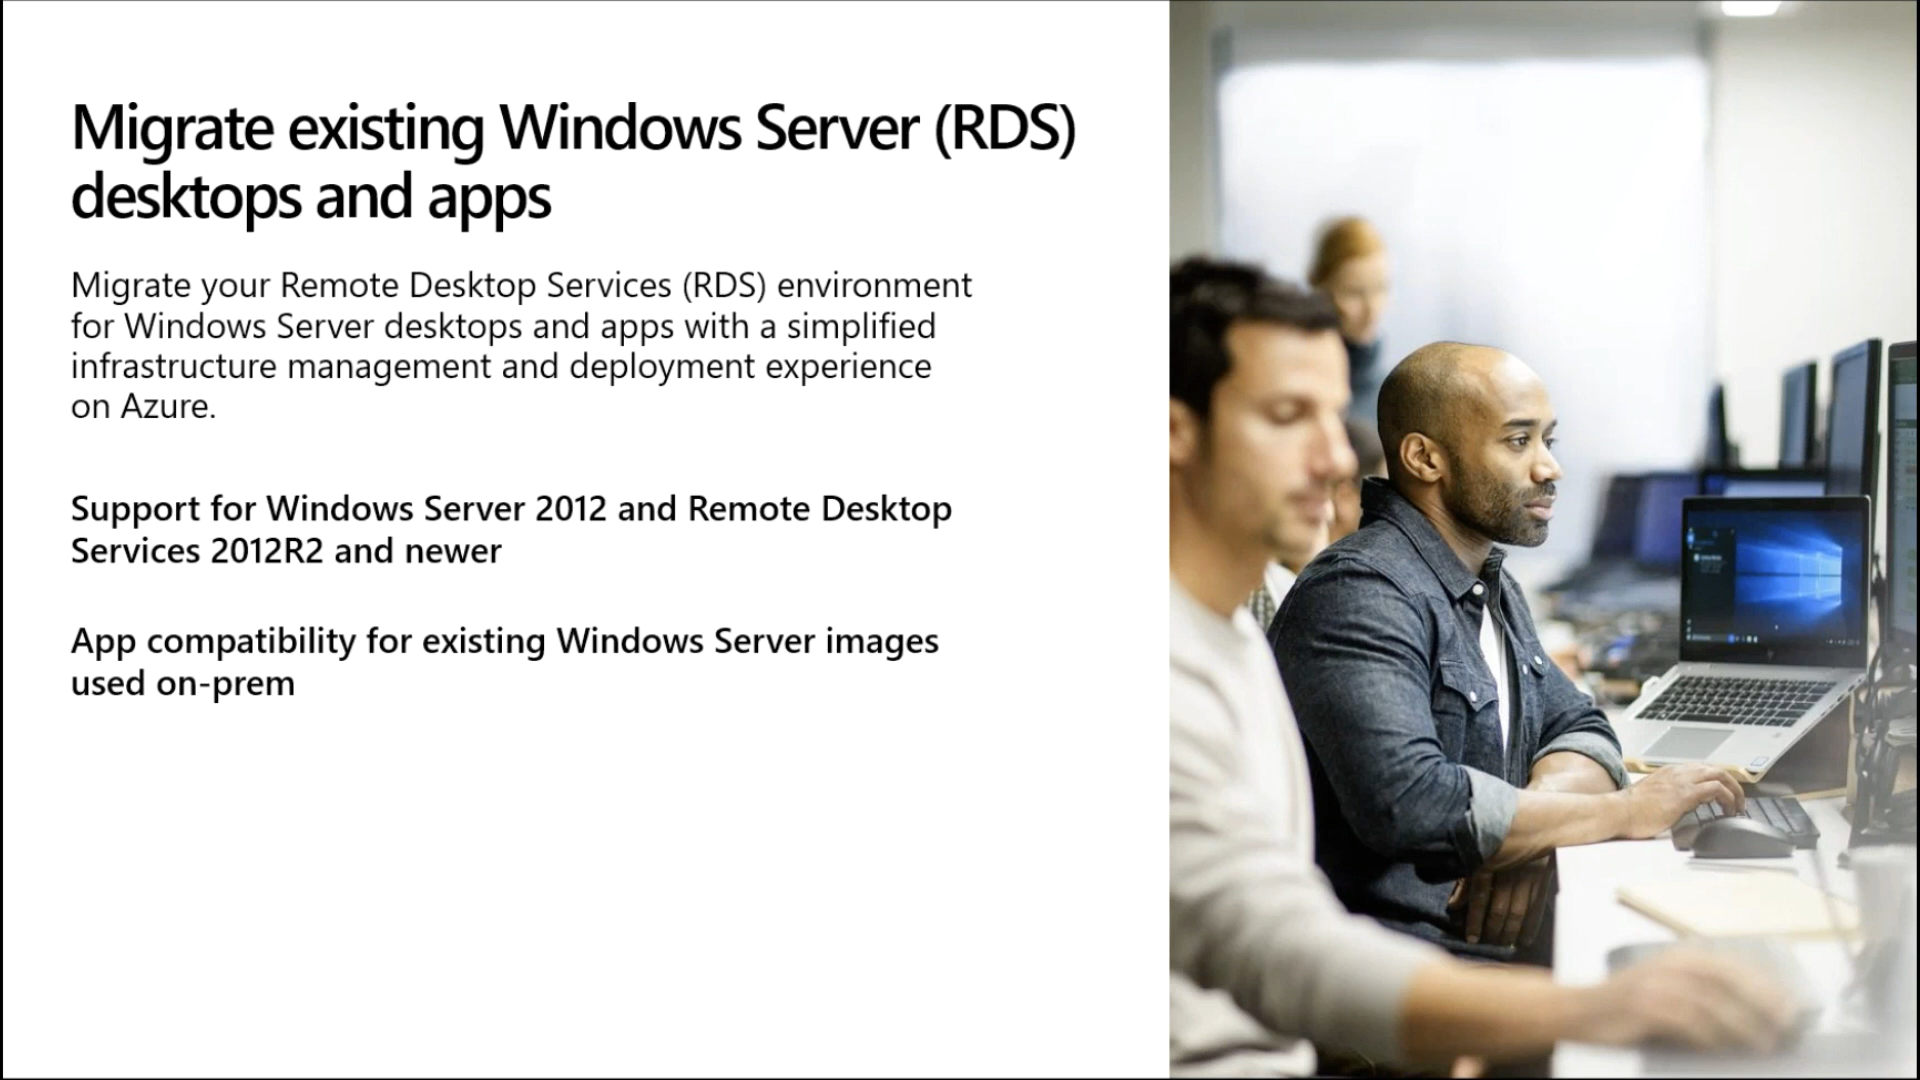 Migrate existing Windows Server (RDS)
desktops and apps
Migrate your Remote Desktop Services (RDS) environment
for Windows Server desktops and apps with a simplified
infrastructure management and deployment experience
on Azure.
Support for Windows Server 2012 and Remote Desktop
Services 2012R2 and newer
App compatibility for existing Windows Server images
used on-prem